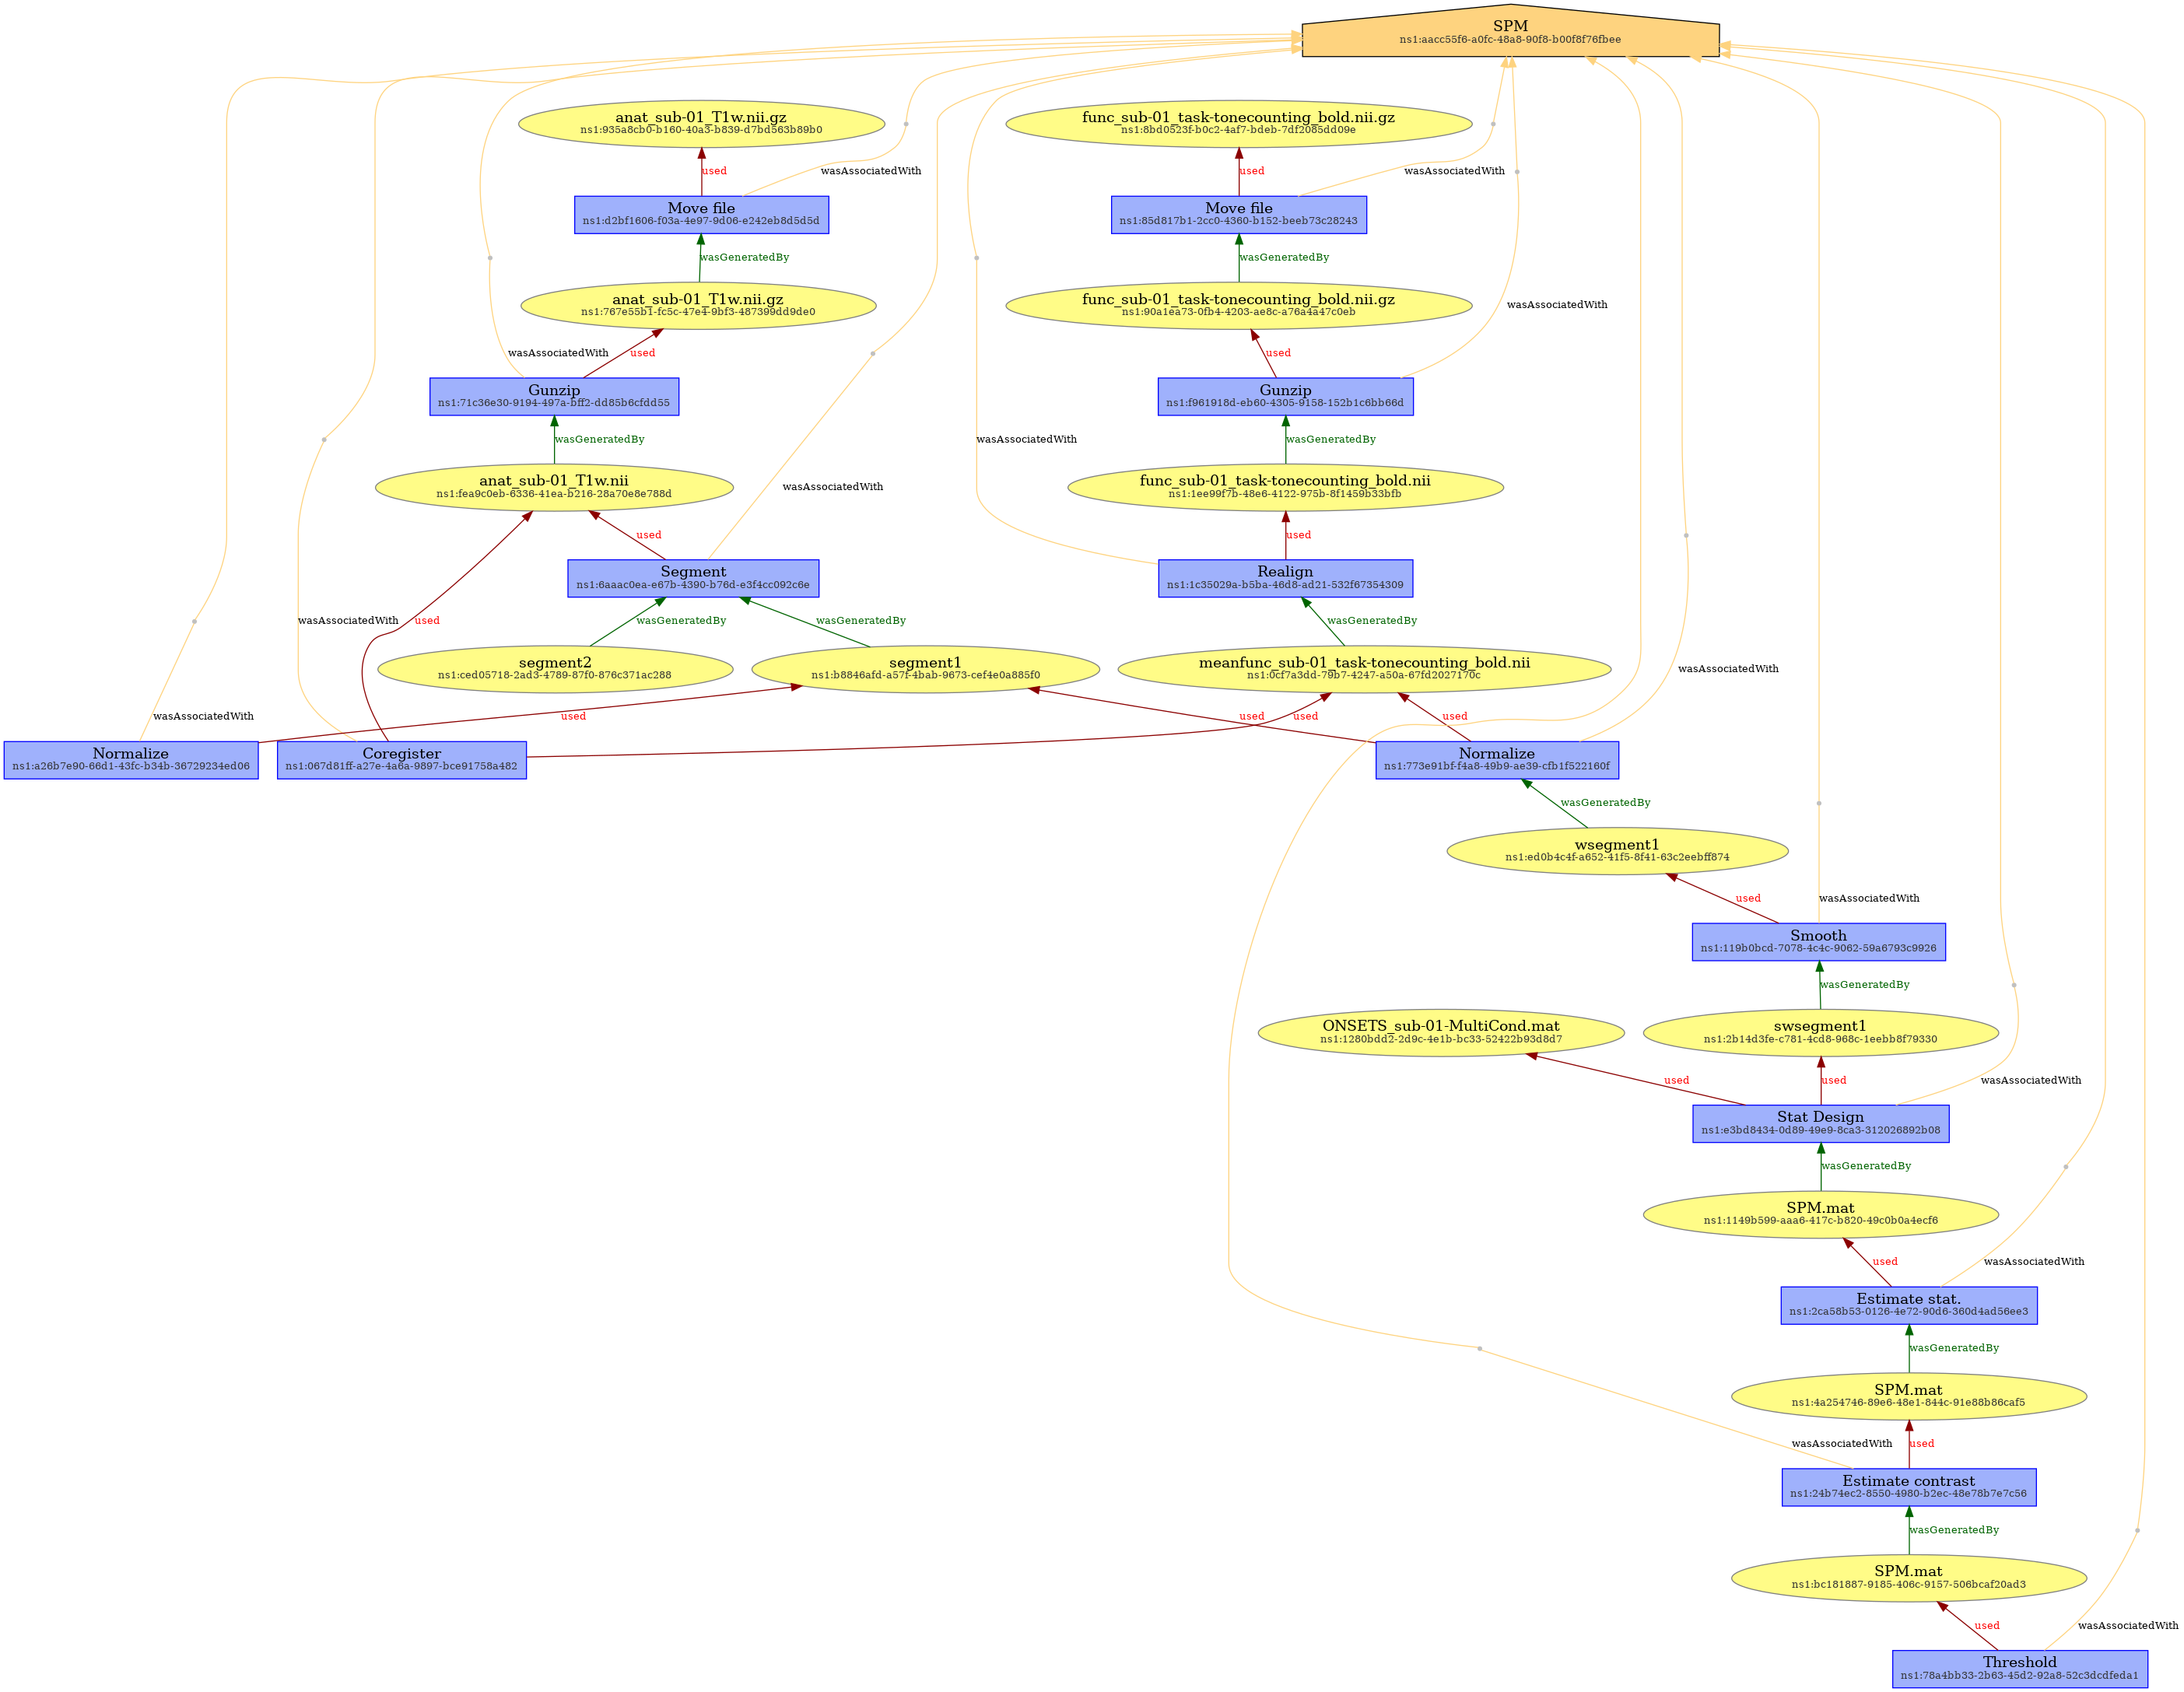 SPM
ns1:aacc55f6-a0fc-48a8-90f8-b00f8f76fbee
anat_sub-01_T1w.nii.gz
ns1:935a8cb0-b160-40a3-b839-d7bd563b89b0
func_sub-01_task-tonecounting_bold.nii.gz
ns1:8bd0523f-b0c2-4af7-bdeb-7df2085dd09e
used
wasAssociatedWith
used
wasAssociatedWith
Move file
ns1:d2bf1606-f03a-4e97-9d06-e242eb8d5d5d
Move file
ns1:85d817b1-2cc0-4360-b152-beeb73c28243
wasGeneratedBy
wasGeneratedBy
anat_sub-01_T1w.nii.gz
ns1:767e55b1-fc5c-47e4-9bf3-487399dd9de0
func_sub-01_task-tonecounting_bold.nii.gz
ns1:90a1ea73-0fb4-4203-ae8c-a76a4a47c0eb
wasAssociatedWith
used
used
wasAssociatedWith
Gunzip
ns1:71c36e30-9194-497a-bff2-dd85b6cfdd55
Gunzip
ns1:f961918d-eb60-4305-9158-152b1c6bb66d
wasGeneratedBy
wasAssociatedWith
wasGeneratedBy
anat_sub-01_T1w.nii
ns1:fea9c0eb-6336-41ea-b216-28a70e8e788d
wasAssociatedWith
func_sub-01_task-tonecounting_bold.nii
ns1:1ee99f7b-48e6-4122-975b-8f1459b33bfb
used
used
Segment
ns1:6aaac0ea-e67b-4390-b76d-e3f4cc092c6e
Realign
ns1:1c35029a-b5ba-46d8-ad21-532f67354309
wasAssociatedWith
used
wasGeneratedBy
wasGeneratedBy
wasGeneratedBy
segment2
ns1:ced05718-2ad3-4789-87f0-876c371ac288
segment1
ns1:b8846afd-a57f-4bab-9673-cef4e0a885f0
meanfunc_sub-01_task-tonecounting_bold.nii
ns1:0cf7a3dd-79b7-4247-a50a-67fd2027170c
wasAssociatedWith
wasAssociatedWith
used
used
used
used
Normalize
ns1:a26b7e90-66d1-43fc-b34b-36729234ed06
Coregister
ns1:067d81ff-a27e-4a6a-9897-bce91758a482
Normalize
ns1:773e91bf-f4a8-49b9-ae39-cfb1f522160f
wasGeneratedBy
wsegment1
ns1:ed0b4c4f-a652-41f5-8f41-63c2eebff874
used
wasAssociatedWith
Smooth
ns1:119b0bcd-7078-4c4c-9062-59a6793c9926
wasGeneratedBy
ONSETS_sub-01-MultiCond.mat
ns1:1280bdd2-2d9c-4e1b-bc33-52422b93d8d7
swsegment1
ns1:2b14d3fe-c781-4cd8-968c-1eebb8f79330
used
used
wasAssociatedWith
Stat Design
ns1:e3bd8434-0d89-49e9-8ca3-312026892b08
wasGeneratedBy
SPM.mat
ns1:1149b599-aaa6-417c-b820-49c0b0a4ecf6
used
wasAssociatedWith
Estimate stat.
ns1:2ca58b53-0126-4e72-90d6-360d4ad56ee3
wasGeneratedBy
SPM.mat
ns1:4a254746-89e6-48e1-844c-91e88b86caf5
wasAssociatedWith
used
Estimate contrast
ns1:24b74ec2-8550-4980-b2ec-48e78b7e7c56
wasGeneratedBy
SPM.mat
ns1:bc181887-9185-406c-9157-506bcaf20ad3
used
wasAssociatedWith
Threshold
ns1:78a4bb33-2b63-45d2-92a8-52c3dcdfeda1